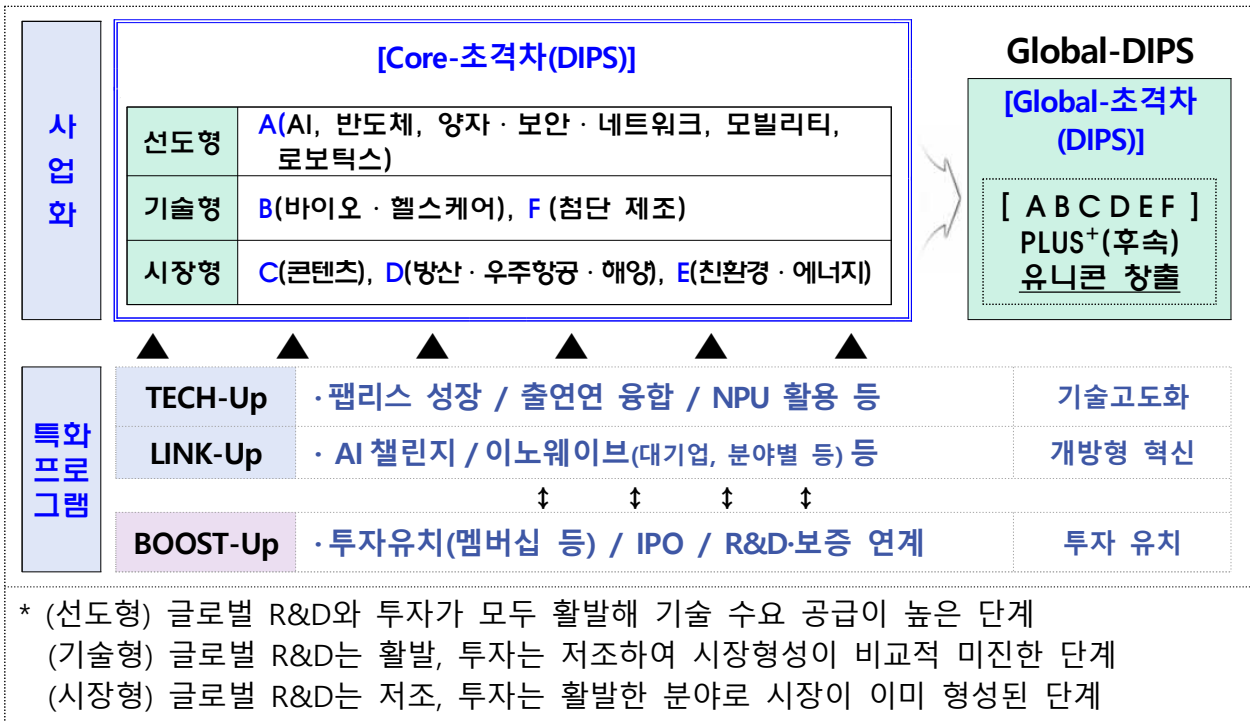 사
업
화
[Core-초격차(DIPS)]
선도형
A(AI, 반도체, 양자 · 보안 · 네트워크, 모빌리티,
로보틱스)
기술형
B(바이오 · 헬스케어), F (첨단 제조)
시장형
C(콘텐츠), D(방산 · 우주항공 · 해양), E(친환경 · 에너지)
Global-DIPS
[Global-초격차
(DIPS)]
[ A B C D E F ]
PLUS⁺(후속)
유니콘 창출
▲ ▲ ▲ ▲ ▲ ▲
특화
프로
그램
TECH-Up
· 팹리스 성장 / 출연연 융합 / NPU 활용 등
기술고도화
LINK-Up
· AI 챌린지 / 이노웨이브(대기업, 분야별 등) 등
개방형 혁신
↕ ↕ ↕ ↕
BOOST-Up
· 투자유치(멤버십 등) / IPO / R&D·보증 연계
투자 유치
* (선도형) 글로벌 R&D와 투자가 모두 활발해 기술 수요 공급이 높은 단계
(기술형) 글로벌 R&D는 활발, 투자는 저조하여 시장형성이 비교적 미진한 단계
(시장형) 글로벌 R&D는 저조, 투자는 활발한 분야로 시장이 이미 형성된 단계